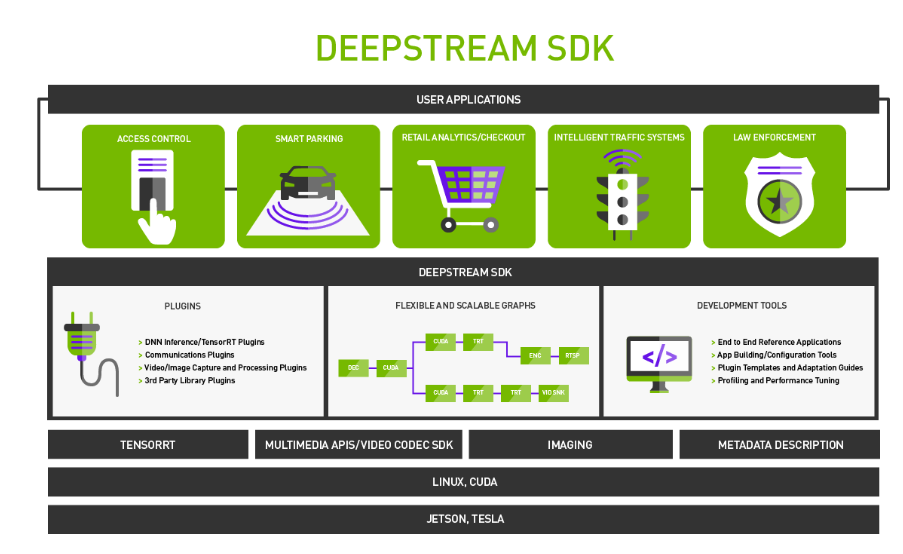 DEEPSTREAM SDK
USER APPLICATIONS
ACCESS CONTROL
SMART PARKING
RETAIL ANALYTICS/CHECKOUT
INTELLIGENT TRAFFIC SYSTEMS
LAW ENFORCEMENT
DEEPSTREAM SDK
PLUGINS
> DNN Inference/TensorRT Plugins
> Communications Plugins
> Video/Image Capture and Processing Plugins
> 3rd Party Library Plugins
FLEXIBLE AND SCALABLE GRAPHS
DEC
CUDA
CUDA
TRT
ENC
RTSP
CUDA
TRT
TRT
VID SNK
DEVELOPMENT TOOLS
</>
> End to End Reference Applications
> App Building/Configuration Tools
> Plugin Templates and Adaptation Guides
> Profiling and Performance Tuning
TENSORRT
MULTIMEDIA APIS/VIDEO CODEC SDK
IMAGING
METADATA DESCRIPTION
LINUX, CUDA
JETSON, TESLA